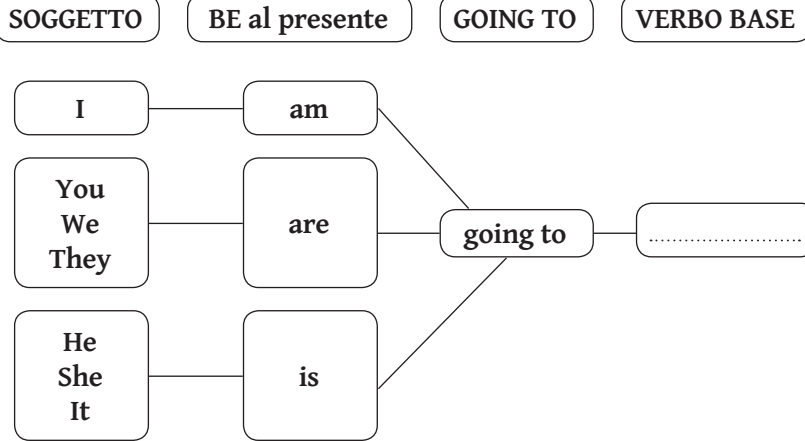 SOGGETTO
BE al presente
GOING TO
VERBO BASE
I
am
You
We
They
are
going to
.......................
He
She
It
is